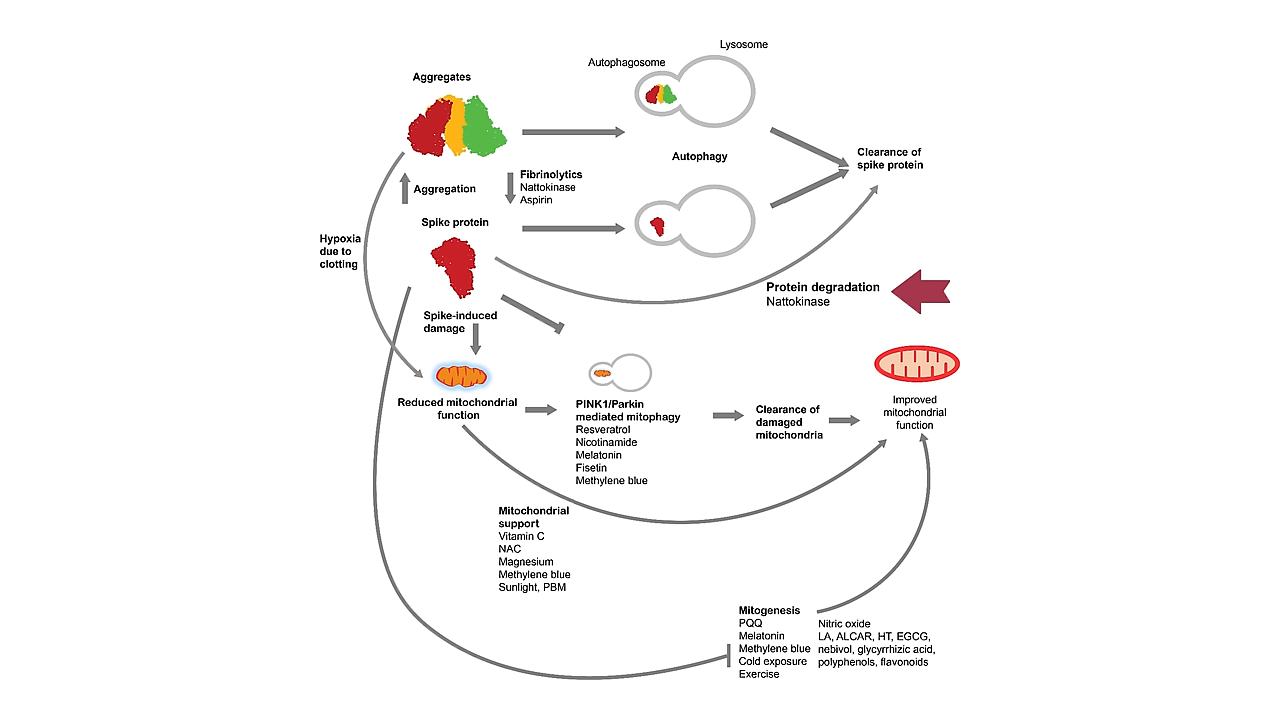 Lysosome
Autophagosome
Aggregates
Autophagy
Clearance of
spike protein
Fibrinolytics
Nattokinase
Aspirin
Aggregation
Spike protein
Hypoxia
due to
clotting
Protein degradation
Nattokinase
Spike-induced
damage
Reduced mitochondrial
function
PINK1/Parkin
mediated mitophagy
Resveratrol
Nicotinamide
Melatonin
Fisetin
Methylene blue
Clearance of
damaged
mitochondria
Improved
mitochondrial
function
Mitochondrial
support
Vitamin C
NAC
Magnesium
Methylene blue
Sunlight, PBM
Mitogenesis
PQQ
Melatonin
Methylene blue
Cold exposure
Exercise
Nitric oxide
LA, ALCAR, HT, EGCG,
nebivol, glycyrrhizic acid,
polyphenols, flavonoids